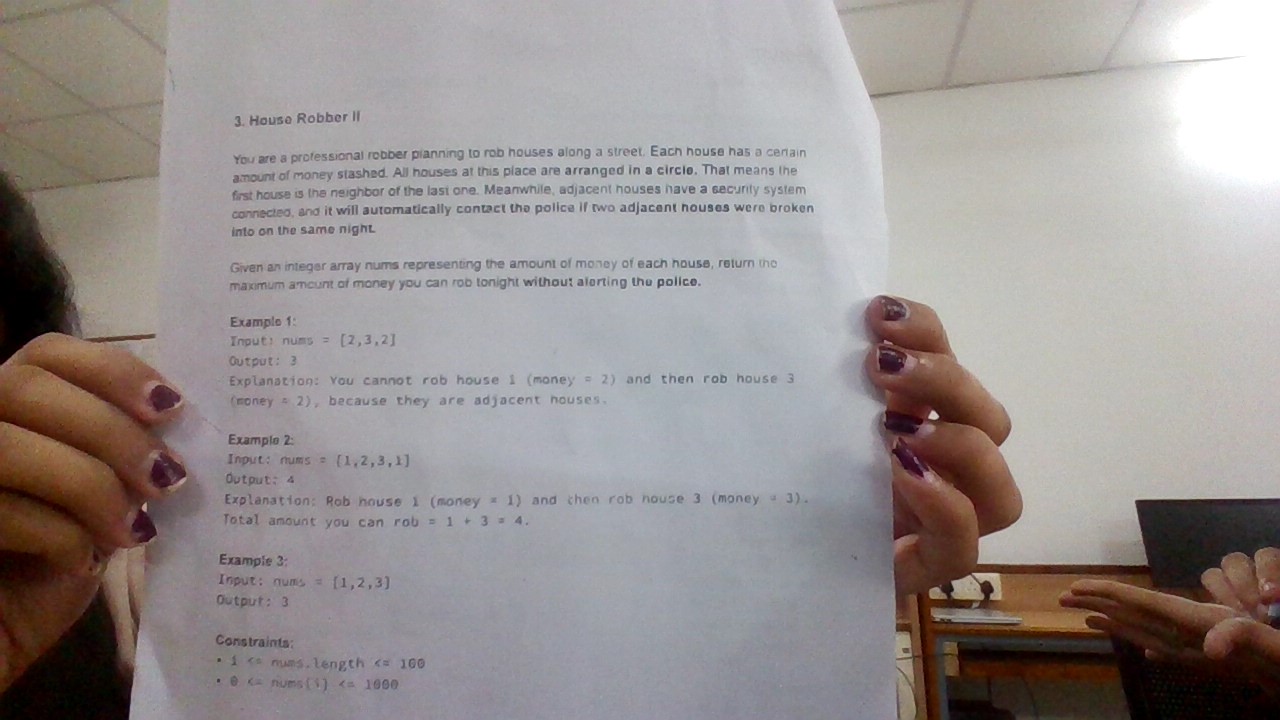 3. House Robber II
You are a professional robber planning to rob houses along a street. Each house has a certain
amount of money stashed. All houses at this place are arranged in a circle. That means the
first house is the neighbor of the last one. Meanwhile, adjacent houses have a security system
connected, and it will automatically contact the police if two adjacent houses were broken
into on the same night.
Given an integer array nums representing the amount of money of each house, return the
maximum amount of money you can rob tonight without alerting the police.
Example 1:
Input: nums = [2,3,2]
Output: 3
Explanation: You cannot rob house 1 (money = 2) and then rob house 3
(money = 2), because they are adjacent houses.
Example 2:
Input: nums = [1,2,3,1]
Output: 4
Explanation: Rob house 1 (money = 1) and then rob house 3 (money = 3).
Total amount you can rob = 1 + 3 = 4.
Example 3:
Input: nums = [1,2,3]
Output: 3
Constraints:
• 1 <= nums.length <= 100
• 0 <= nums[i] <= 1000